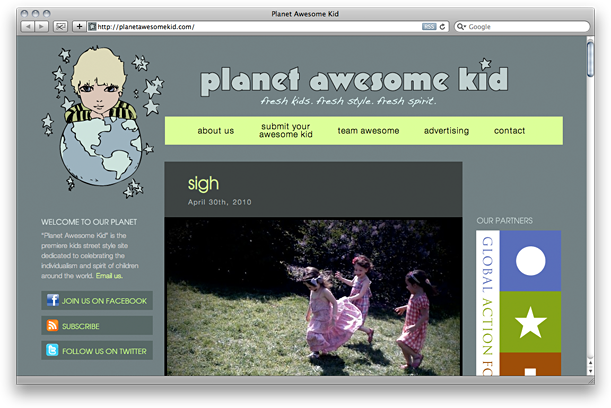 Planet Awesome Kid
http://planetawesomekid.com/
RSS
Google
planet awesome kid
fresh kids. fresh style. fresh spirit.
about us
submit your
awesome kid
team awesome
advertising
contact
WELCOME TO OUR PLANET
"Planet Awesome Kid" is the
premiere kids street style site
dedicated to celebrating the
individualism and spirit of children
around the world. Email us.
JOIN US ON FACEBOOK
SUBSCRIBE
FOLLOW US ON TWITTER
sigh
April 30th, 2010
OUR PARTNERS
GLOBAL ACTION FO